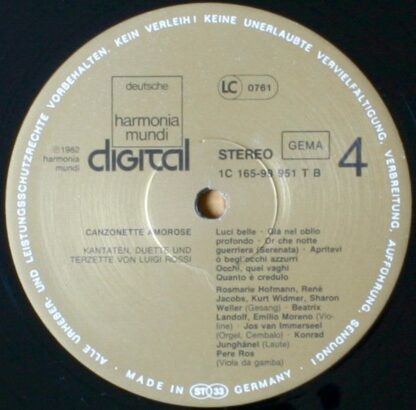 ALLE URHEBER- UND LEISTUNGSSCHUTZRECHTE VORBEHALTEN. KEIN VERLEIH! KEINE UNERLAUBTE VERVIELFÄLTIGUNG, VERBREITUNG, AUFFÜHRUNG, SENDUNG!
deutsche
harmonia
mundi
digital
℗1982
harmonia
mundi
LC 0761
STEREO GEMA 4
1C 165-99 951 T B
CANZONETTE AMOROSE
KANTATEN, DUETTE UND
TERZETTE VON LUIGI ROSSI
Luci belle · Già nel oblio
profondo · Or che notte
guerriera (Serenata) · Apritevi
o begl'occhi azzurri
Occhi, quei vaghi
Quanto è credulo
Rosmarie Hofmann, René
Jacobs, Kurt Widmer, Sharon
Weller (Gesang) · Beatrix
Landolf, Emilio Moreno (Vio-
line) · Jos van Immerseel
(Orgel, Cembalo) · Konrad
Junghänel (Laute)
Pere Ros
(Viola da gamba)
MADE IN ST 33 GERMANY